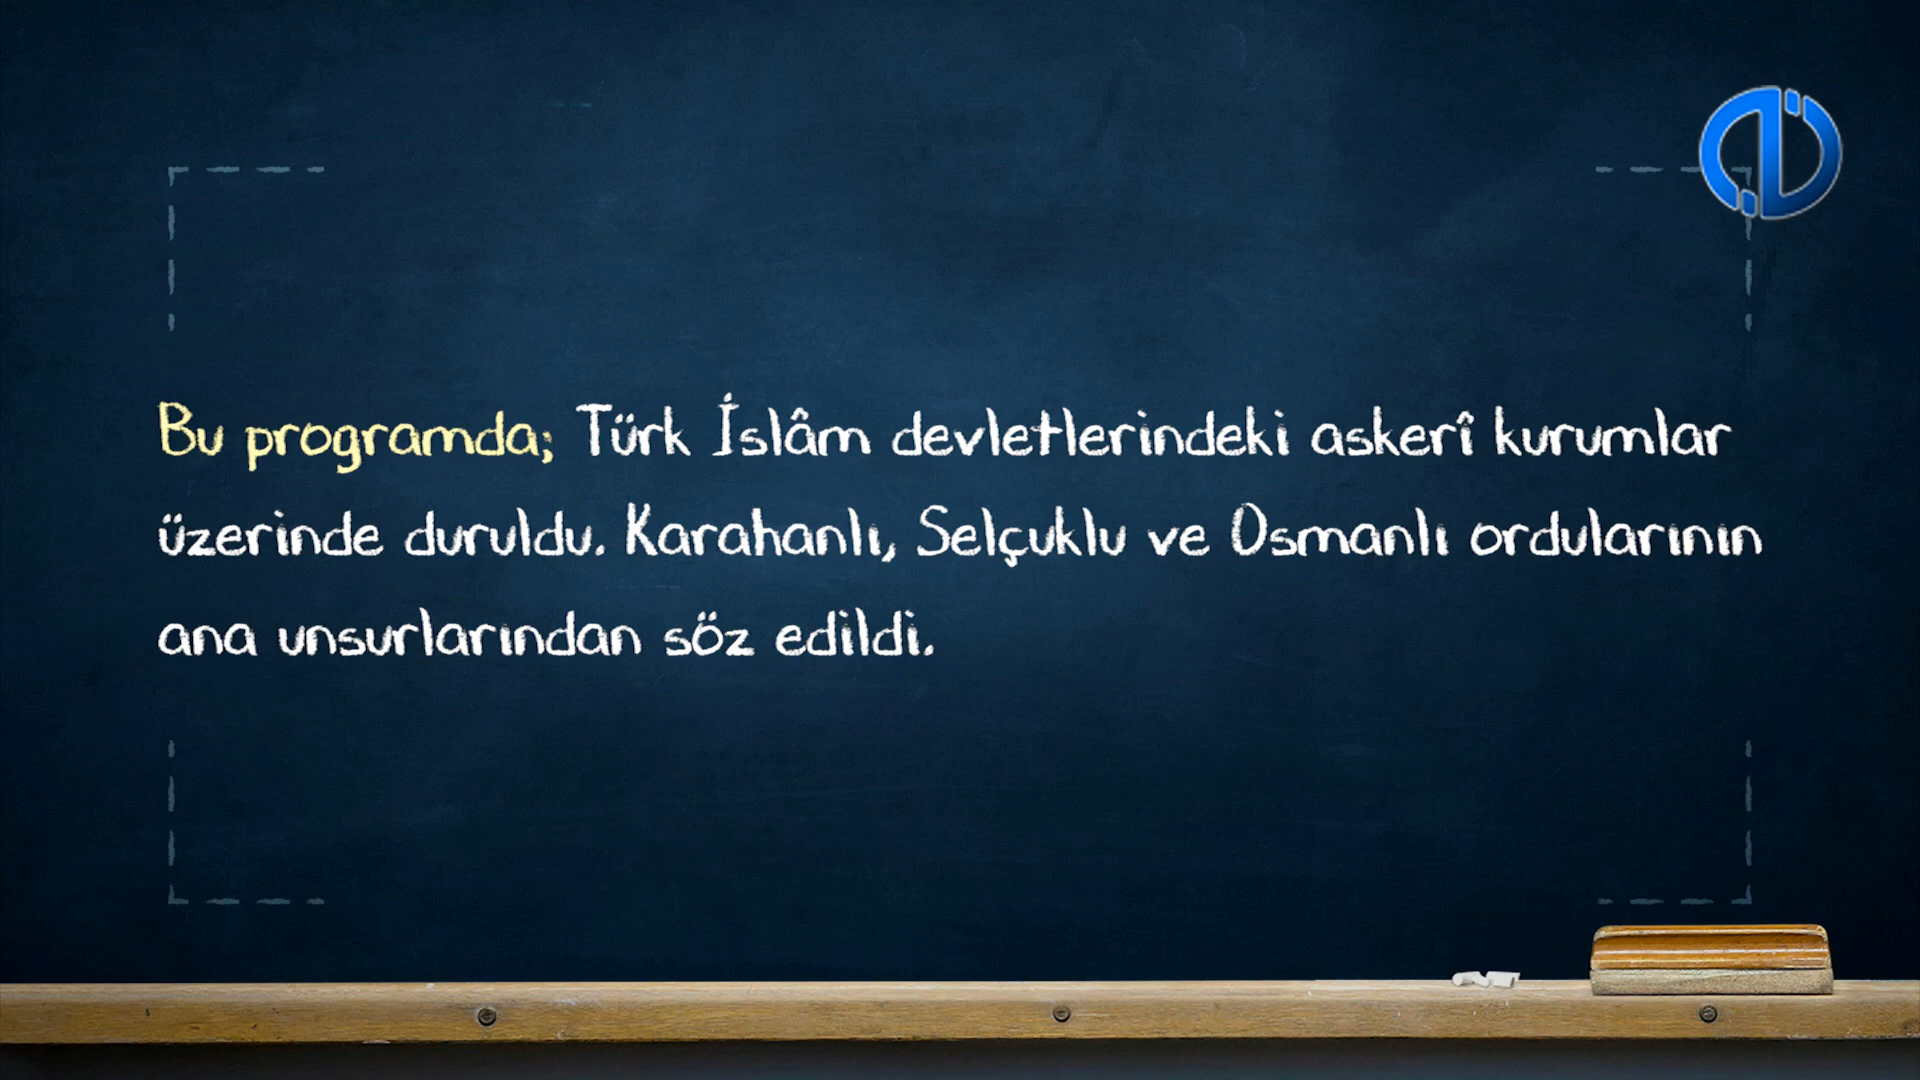 Bu programda; Türk İslâm devletlerindeki askerî kurumlar
üzerinde duruldu. Karahanlı, Selçuklu ve Osmanlı ordularının
ana unsurlarından söz edildi.